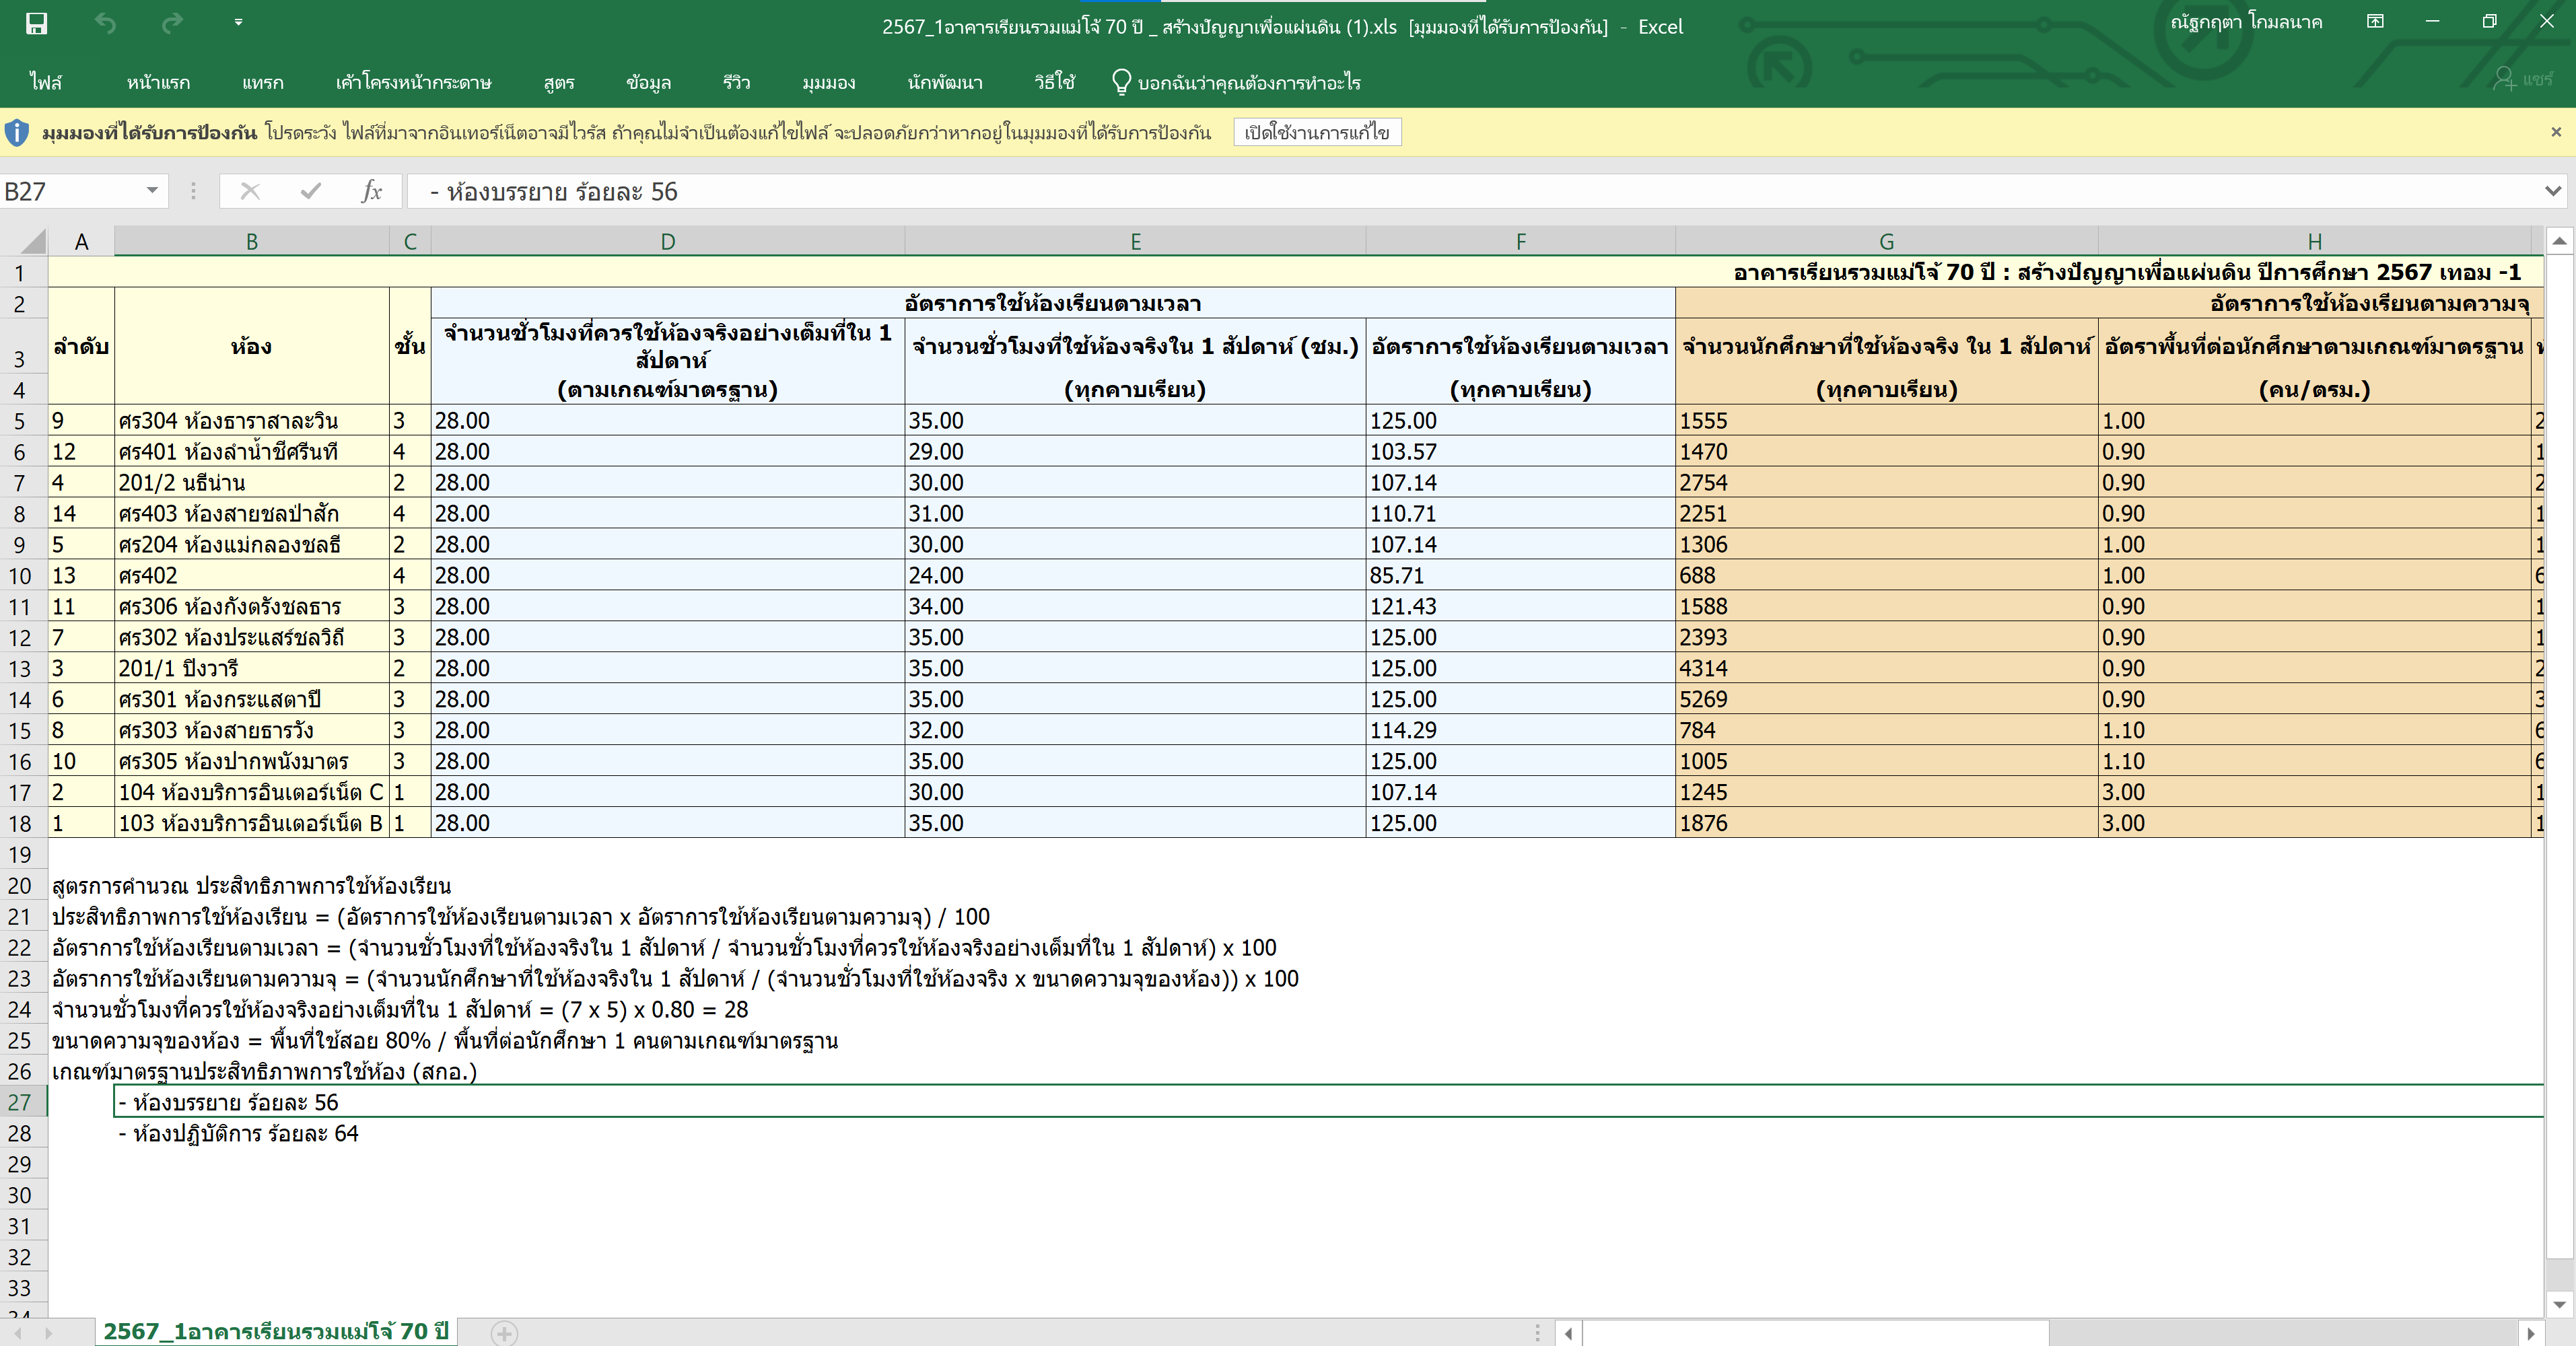 2567_1อาคารเรียนรวมแม่โจ้ 70 ปี _ สร้างปัญญาเพื่อแผ่นดิน (1).xls [มุมมองที่ได้รับการป้องกัน] - Excel
ณัฐกฤตา โกมลนาค
ไฟล์ หน้าแรก แทรก เค้าโครงหน้ากระดาษ สูตร ข้อมูล รีวิว มุมมอง นักพัฒนา วิธีใช้ บอกฉันว่าคุณต้องการทำอะไร แชร์
มุมมองที่ได้รับการป้องกัน โปรดระวัง ไฟล์ที่มาจากอินเทอร์เน็ตอาจมีไวรัส ถ้าคุณไม่จำเป็นต้องแก้ไขไฟล์ จะปลอดภัยกว่าหากอยู่ในมุมมองที่ได้รับการป้องกัน เปิดใช้งานการแก้ไข
B27 fx - ห้องบรรยาย ร้อยละ 56
A B C D E F G H
1 อาคารเรียนรวมแม่โจ้ 70 ปี : สร้างปัญญาเพื่อแผ่นดิน ปีการศึกษา 2567 เทอม -1
2 อัตราการใช้ห้องเรียนตามเวลา อัตราการใช้ห้องเรียนตามความจุ
3 ลำดับ ห้อง ชั้น จำนวนชั่วโมงที่ควรใช้ห้องจริงอย่างเต็มที่ใน 1 สัปดาห์ จำนวนชั่วโมงที่ใช้ห้องจริงใน 1 สัปดาห์ (ชม.) อัตราการใช้ห้องเรียนตามเวลา จำนวนนักศึกษาที่ใช้ห้องจริง ใน 1 สัปดาห์ อัตราพื้นที่ต่อนักศึกษาตามเกณฑ์มาตรฐาน
4 (ตามเกณฑ์มาตรฐาน) (ทุกคาบเรียน) (ทุกคาบเรียน) (ทุกคาบเรียน) (คน/ตรม.)
5 9 ศร304 ห้องธาราสาละวิน 3 28.00 35.00 125.00 1555 1.00
6 12 ศร401 ห้องลำน้ำชีศรีนที 4 28.00 29.00 103.57 1470 0.90
7 4 201/2 นธีน่าน 2 28.00 30.00 107.14 2754 0.90
8 14 ศร403 ห้องสายชลป่าสัก 4 28.00 31.00 110.71 2251 0.90
9 5 ศร204 ห้องแม่กลองชลธี 2 28.00 30.00 107.14 1306 1.00
10 13 ศร402 4 28.00 24.00 85.71 688 1.00
11 11 ศร306 ห้องกังตรังชลธาร 3 28.00 34.00 121.43 1588 0.90
12 7 ศร302 ห้องประแสร์ชลวิถี 3 28.00 35.00 125.00 2393 0.90
13 3 201/1 ปิงวารี 2 28.00 35.00 125.00 4314 0.90
14 6 ศร301 ห้องกระแสตาปี 3 28.00 35.00 125.00 5269 0.90
15 8 ศร303 ห้องสายธารวัง 3 28.00 32.00 114.29 784 1.10
16 10 ศร305 ห้องปากพนังมาตร 3 28.00 35.00 125.00 1005 1.10
17 2 104 ห้องบริการอินเตอร์เน็ต C 1 28.00 30.00 107.14 1245 3.00
18 1 103 ห้องบริการอินเตอร์เน็ต B 1 28.00 35.00 125.00 1876 3.00
19
20 สูตรการคำนวณ ประสิทธิภาพการใช้ห้องเรียน
21 ประสิทธิภาพการใช้ห้องเรียน = (อัตราการใช้ห้องเรียนตามเวลา x อัตราการใช้ห้องเรียนตามความจุ) / 100
22 อัตราการใช้ห้องเรียนตามเวลา = (จำนวนชั่วโมงที่ใช้ห้องจริงใน 1 สัปดาห์ / จำนวนชั่วโมงที่ควรใช้ห้องจริงอย่างเต็มที่ใน 1 สัปดาห์) x 100
23 อัตราการใช้ห้องเรียนตามความจุ = (จำนวนนักศึกษาที่ใช้ห้องจริงใน 1 สัปดาห์ / (จำนวนชั่วโมงที่ใช้ห้องจริง x ขนาดความจุของห้อง)) x 100
24 จำนวนชั่วโมงที่ควรใช้ห้องจริงอย่างเต็มที่ใน 1 สัปดาห์ = (7 x 5) x 0.80 = 28
25 ขนาดความจุของห้อง = พื้นที่ใช้สอย 80% / พื้นที่ต่อนักศึกษา 1 คนตามเกณฑ์มาตรฐาน
26 เกณฑ์มาตรฐานประสิทธิภาพการใช้ห้อง (สกอ.)
27 - ห้องบรรยาย ร้อยละ 56
28 - ห้องปฏิบัติการ ร้อยละ 64
29
30
31
32
33
2567_1อาคารเรียนรวมแม่โจ้ 70 ปี